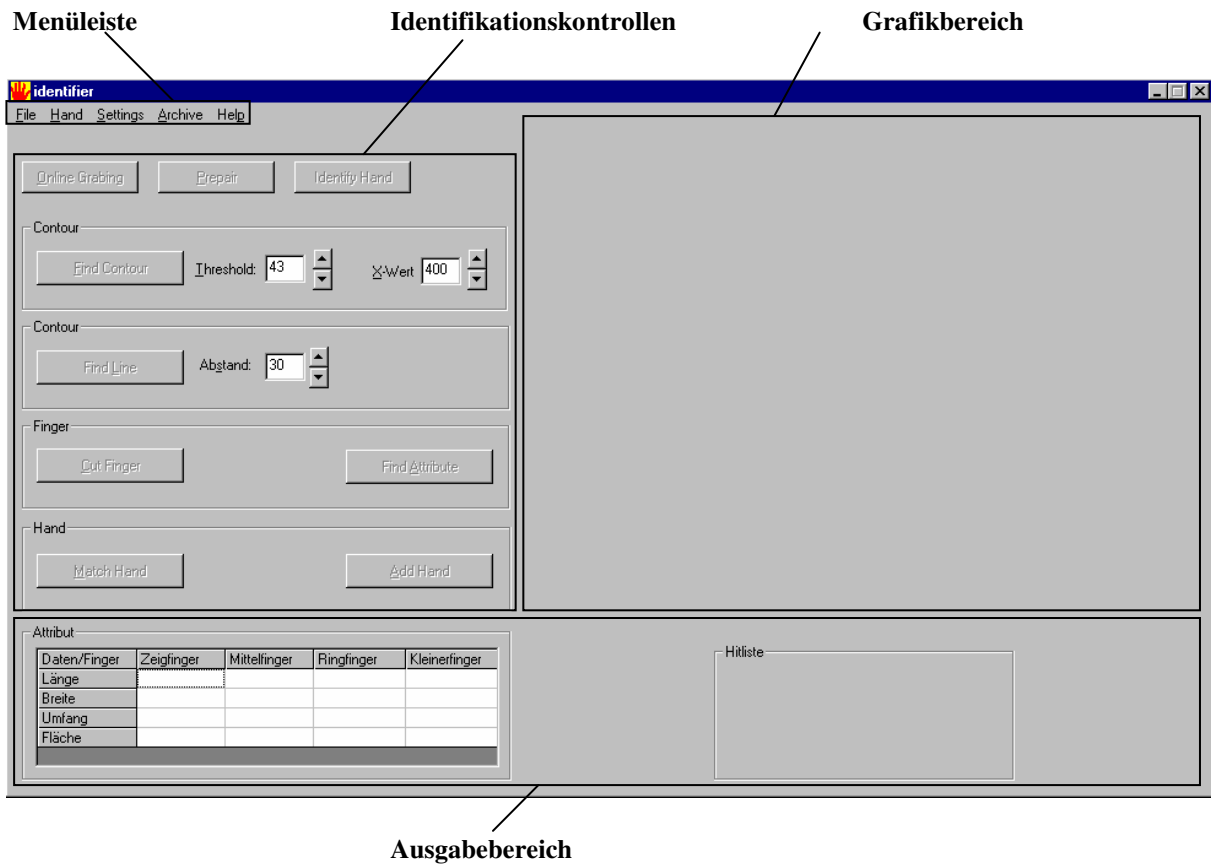 Menüleiste Identifikationskontrollen Grafikbereich
identifier
File Hand Settings Archive Help
Online Grabing Prepair Identify Hand
Contour
Find Contour Threshold: 43 X-Wert 400
Contour
Find Line Abstand: 30
Finger
Cut Finger Find Attribute
Hand
Match Hand Add Hand
Attribut
Daten/Finger Zeigfinger Mittelfinger Ringfinger Kleinerfinger
Länge
Breite
Umfang
Fläche
Hitliste
Ausgabebereich